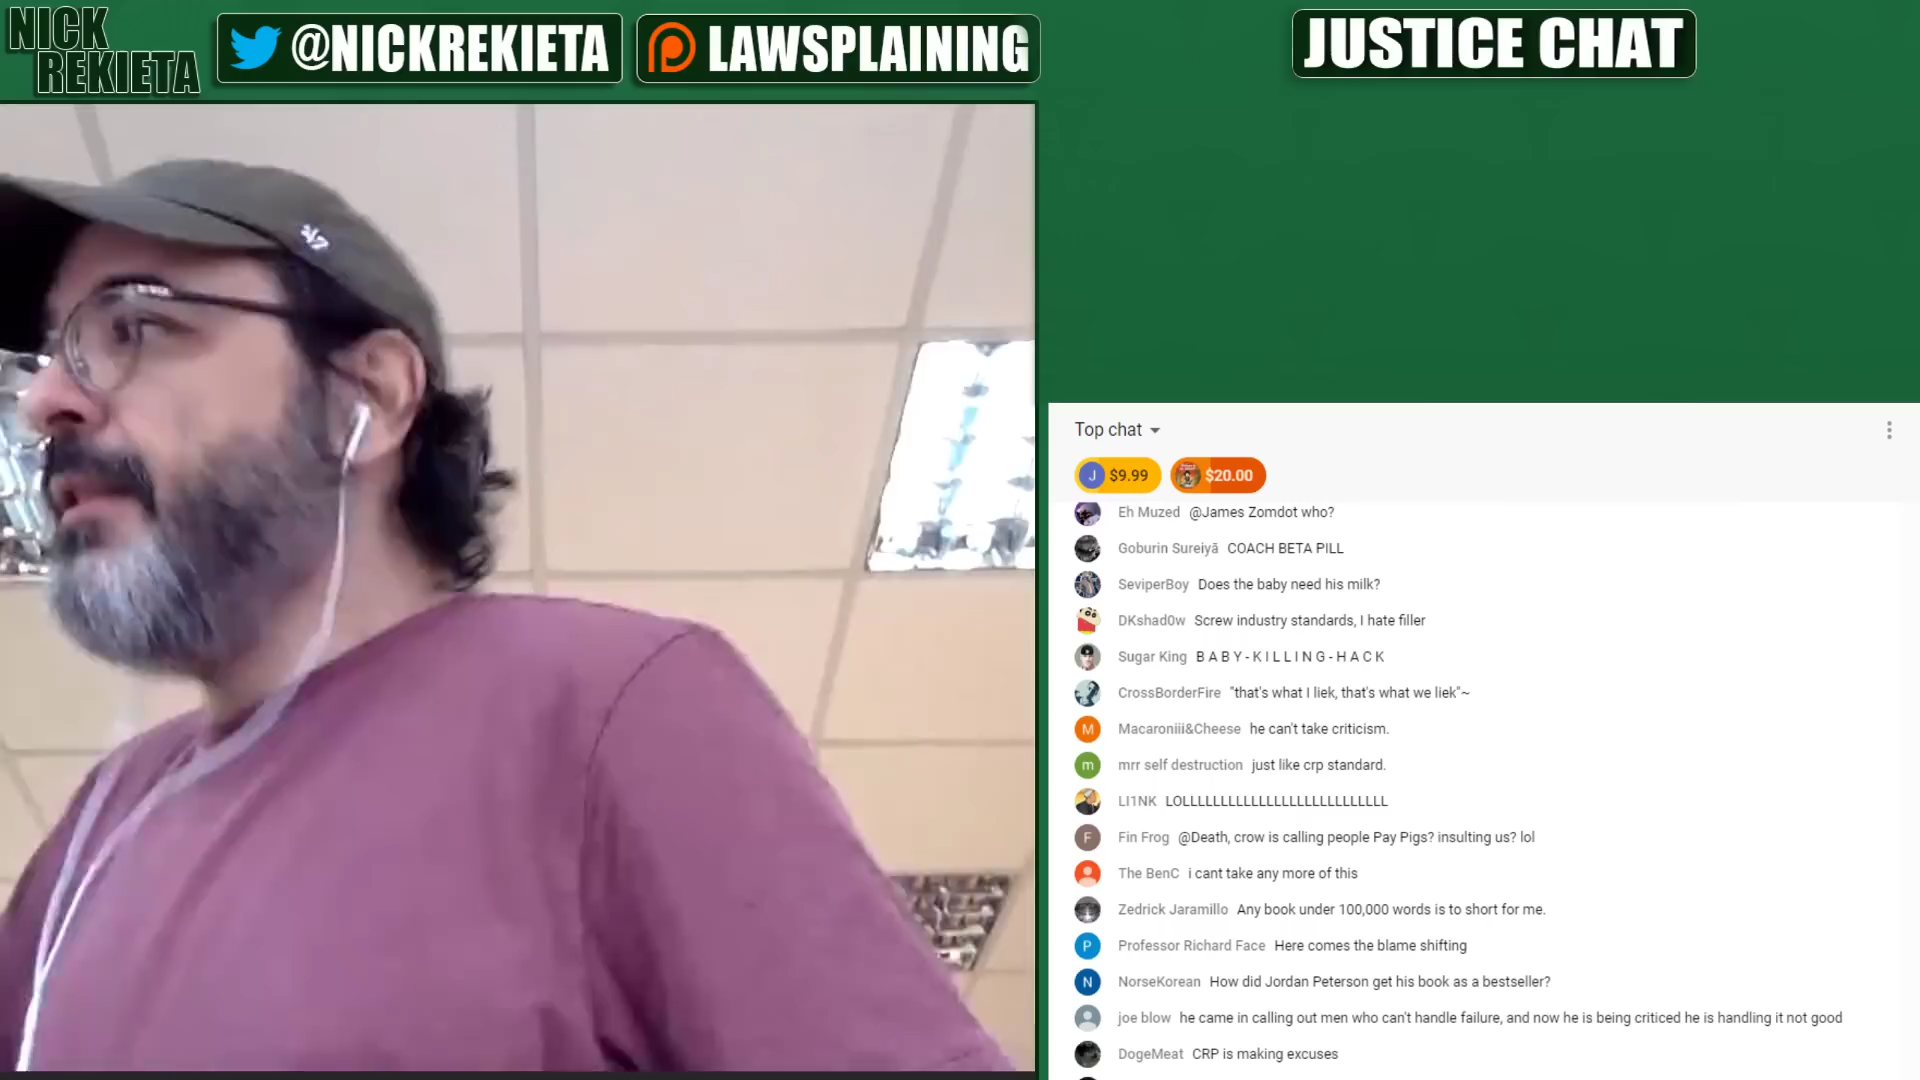 NICK
REKIETA
@NICKREKIETA
LAWSPLAINING
JUSTICE CHAT
47
Top chat
J $9.99 $20.00
Eh Muzed @James Zomdot who?
Goburin Sureiyā COACH BETA PILL
SeviperBoy Does the baby need his milk?
DKshad0w Screw industry standards, I hate filler
Sugar King B A B Y - K I L L I N G - H A C K
CrossBorderFire "that's what I liek, that's what we liek"~
M Macaroniii&Cheese he can't take criticism.
m mrr self destruction just like crp standard.
LI1NK LOLLLLLLLLLLLLLLLLLLLLLLLLLLL
F Fin Frog @Death, crow is calling people Pay Pigs? insulting us? lol
The BenC i cant take any more of this
Zedrick Jaramillo Any book under 100,000 words is to short for me.
P Professor Richard Face Here comes the blame shifting
N NorseKorean How did Jordan Peterson get his book as a bestseller?
joe blow he came in calling out men who can't handle failure, and now he is being criticed he is handling it not good
DogeMeat CRP is making excuses